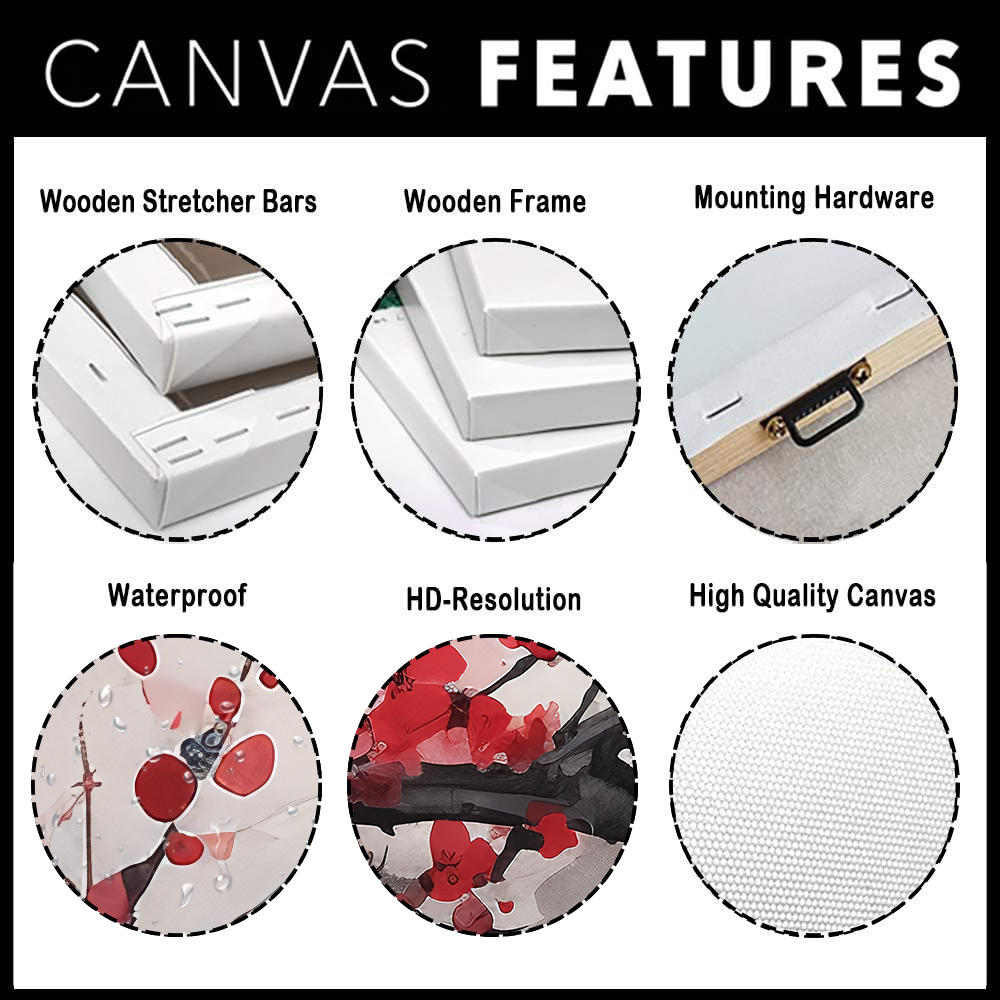 CANVAS FEATURES
Wooden Stretcher Bars
Wooden Frame
Mounting Hardware
Waterproof
HD-Resolution
High Quality Canvas